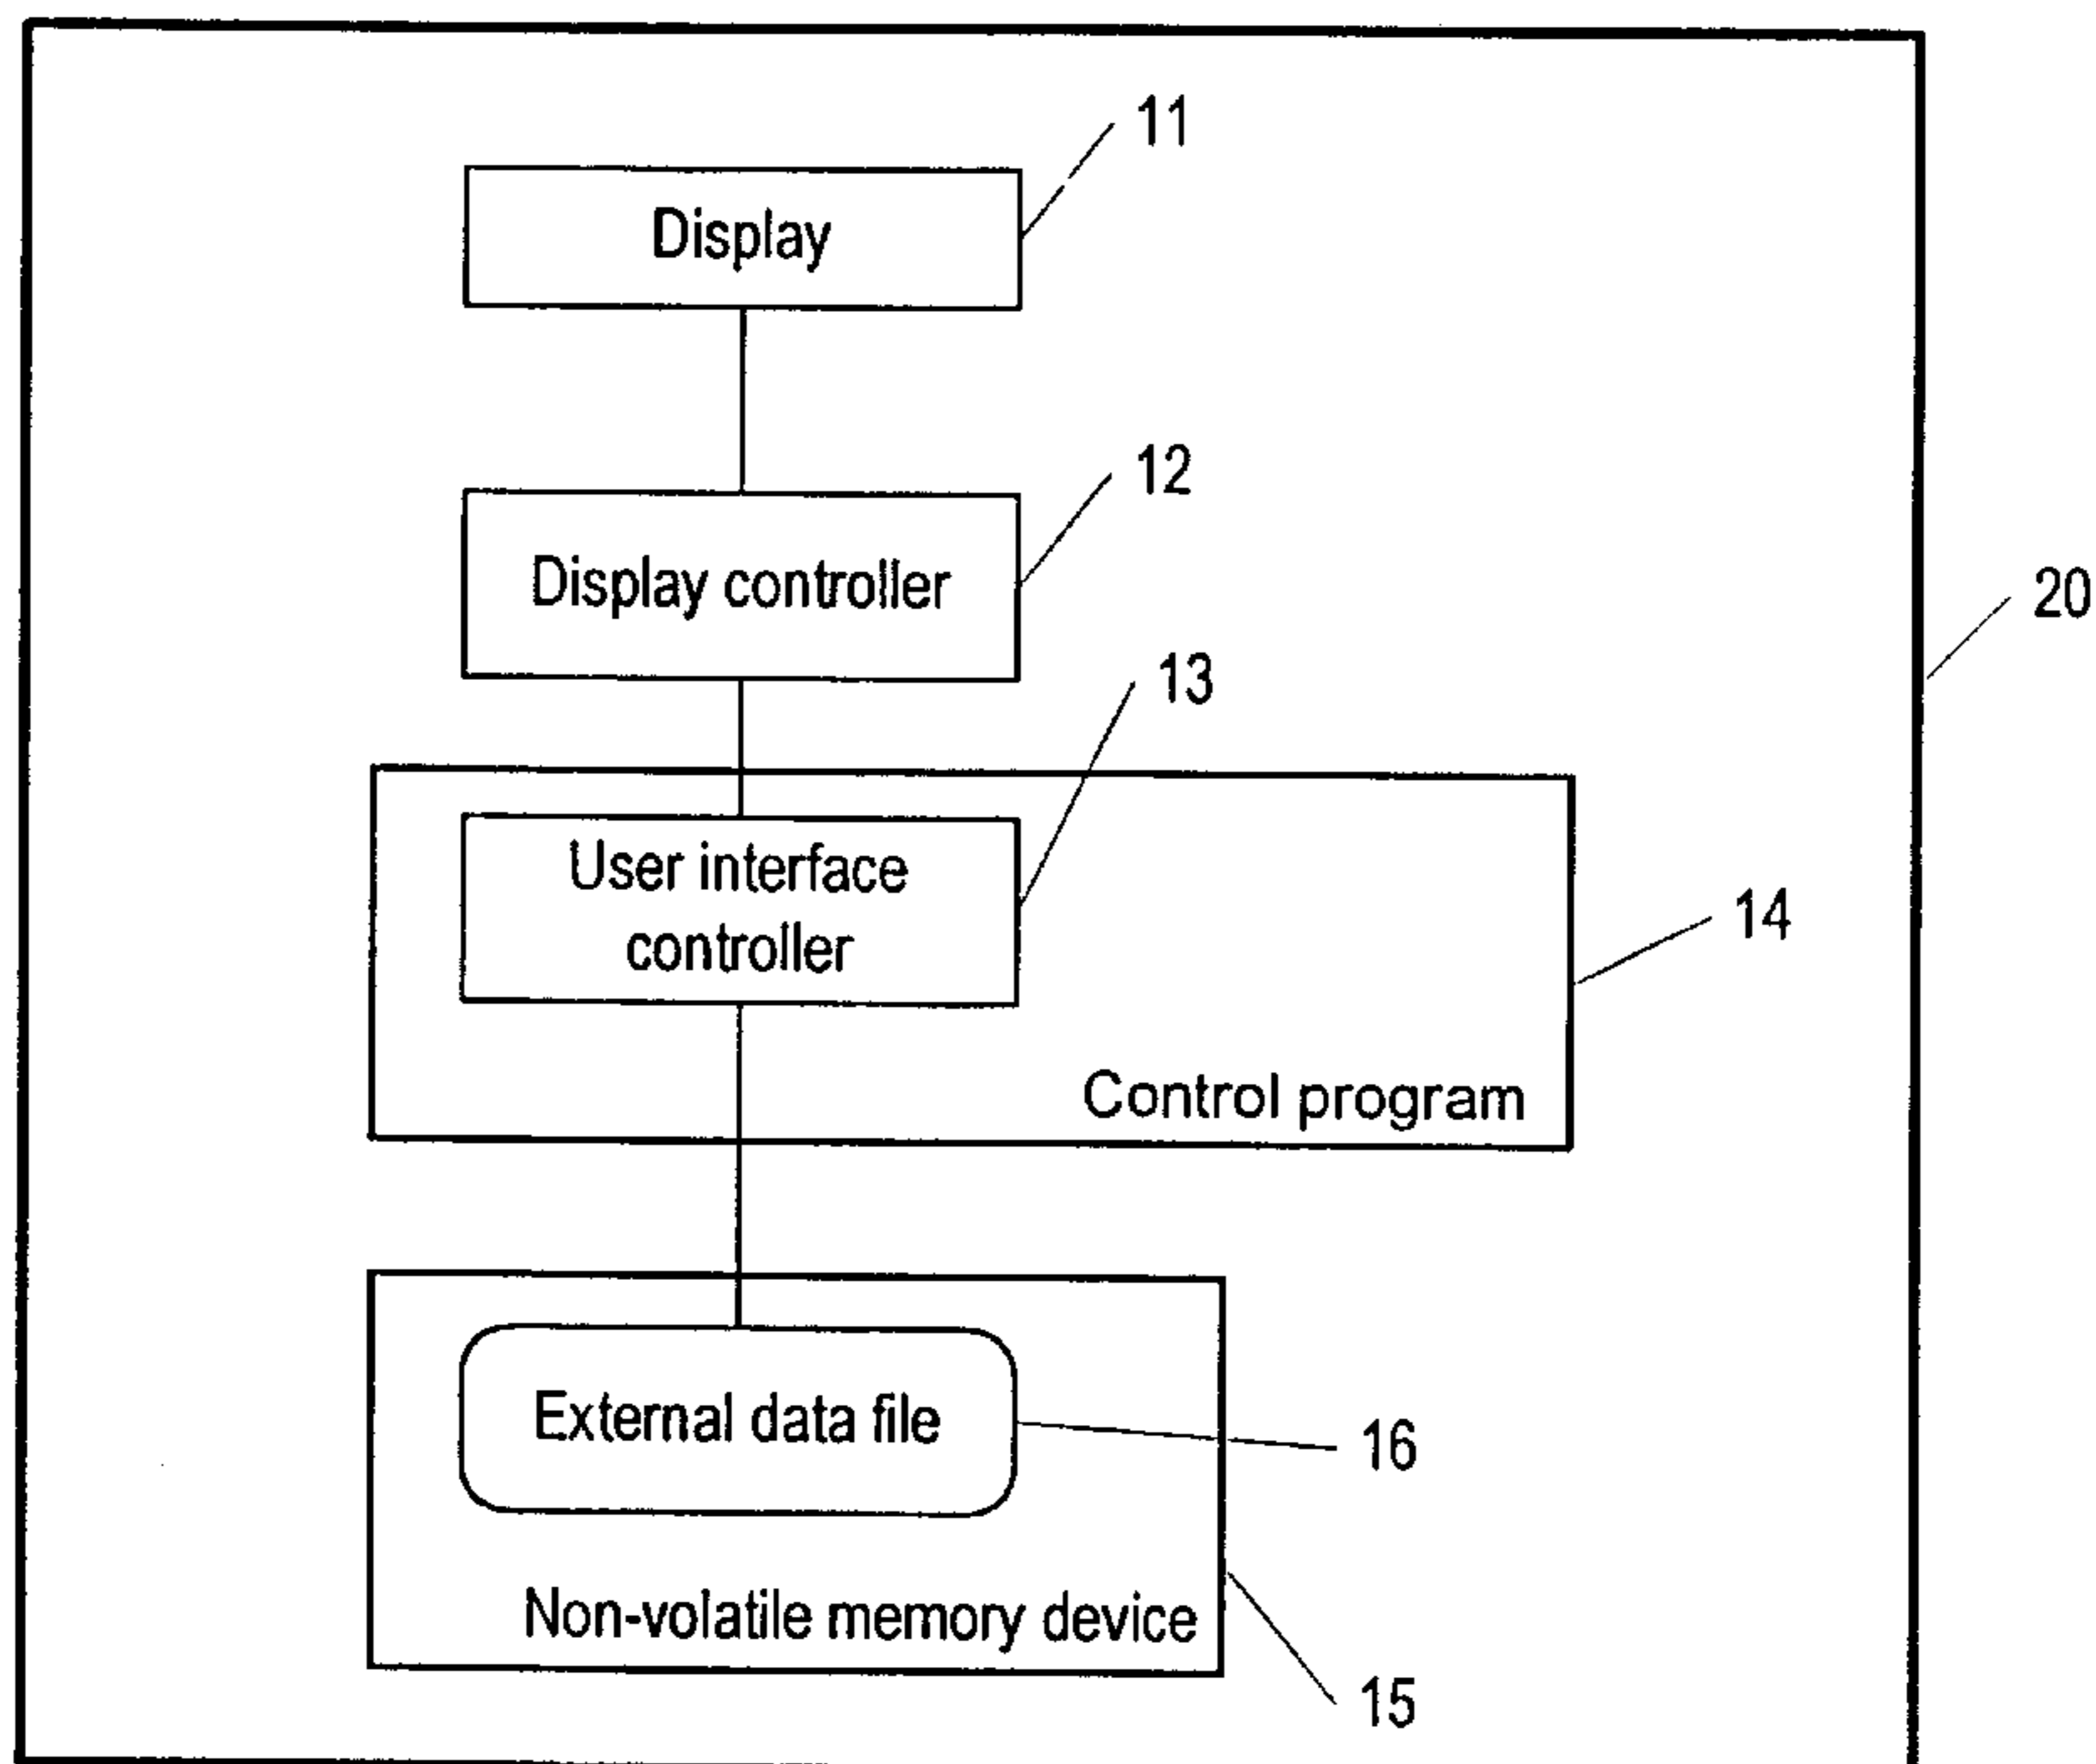 11
Display
12
Display controller
20
13
User interface
controller
14
Control program
External data file
16
Non-volatile memory device
15